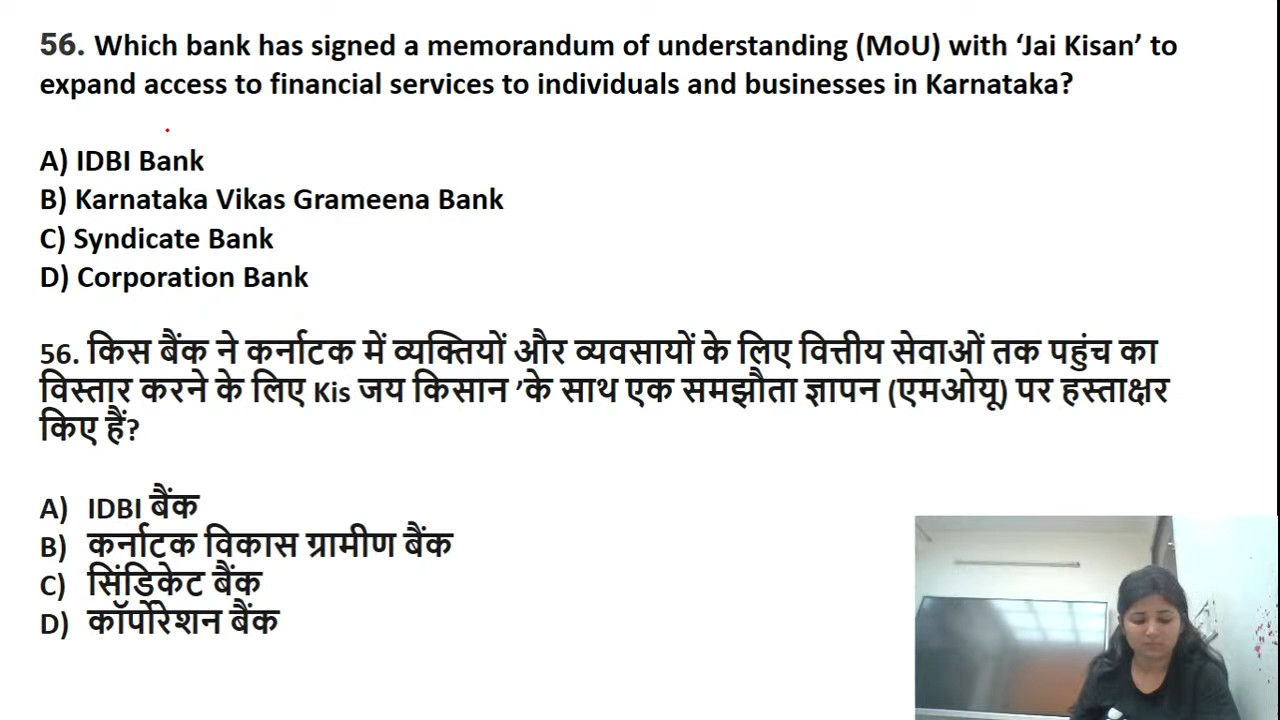 56. Which bank has signed a memorandum of understanding (MoU) with ‘Jai Kisan’ to
expand access to financial services to individuals and businesses in Karnataka?
A) IDBI Bank
B) Karnataka Vikas Grameena Bank
C) Syndicate Bank
D) Corporation Bank
56. किस बैंक ने कर्नाटक में व्यक्तियों और व्यवसायों के लिए वित्तीय सेवाओं तक पहुंच का
विस्तार करने के लिए Kis जय किसान ’के साथ एक समझौता ज्ञापन (एमओयू) पर हस्ताक्षर
किए हैं?
A) IDBI बैंक
B) कर्नाटक विकास ग्रामीण बैंक
C) सिंडिकेट बैंक
D) कॉर्पोरेशन बैंक